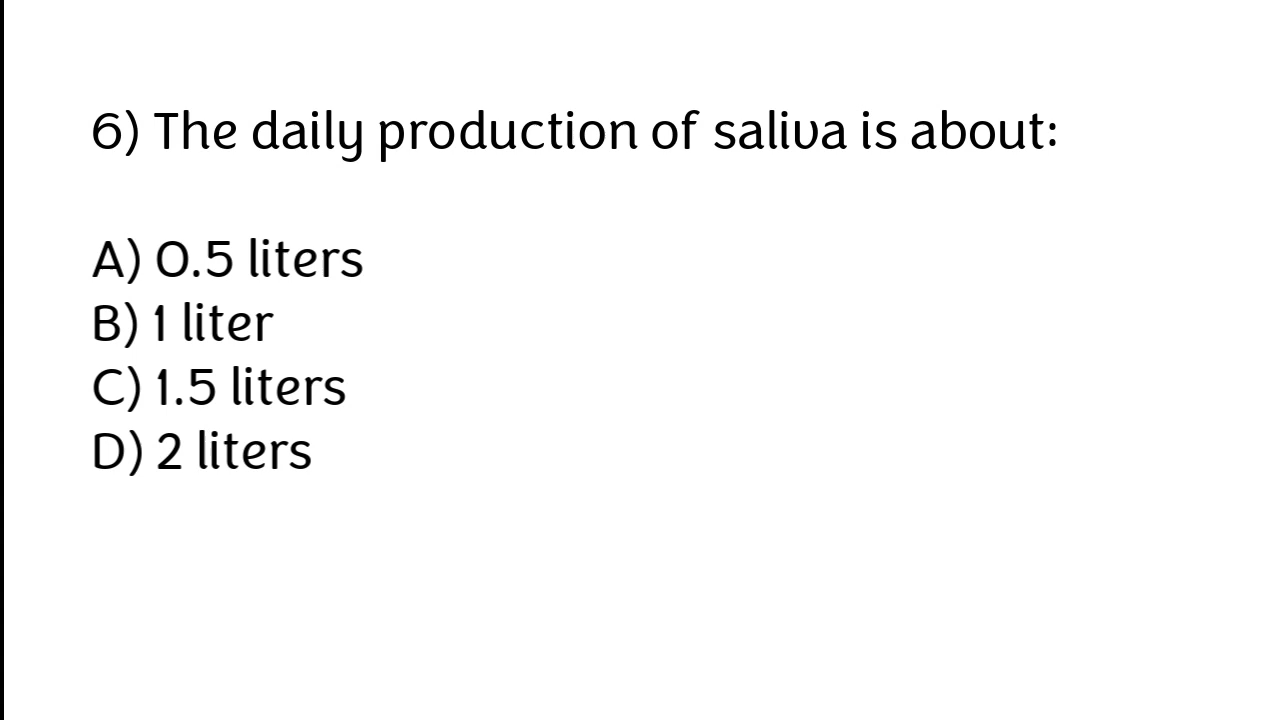 6) The daily production of saliva is about:
A) 0.5 liters
B) 1 liter
C) 1.5 liters
D) 2 liters